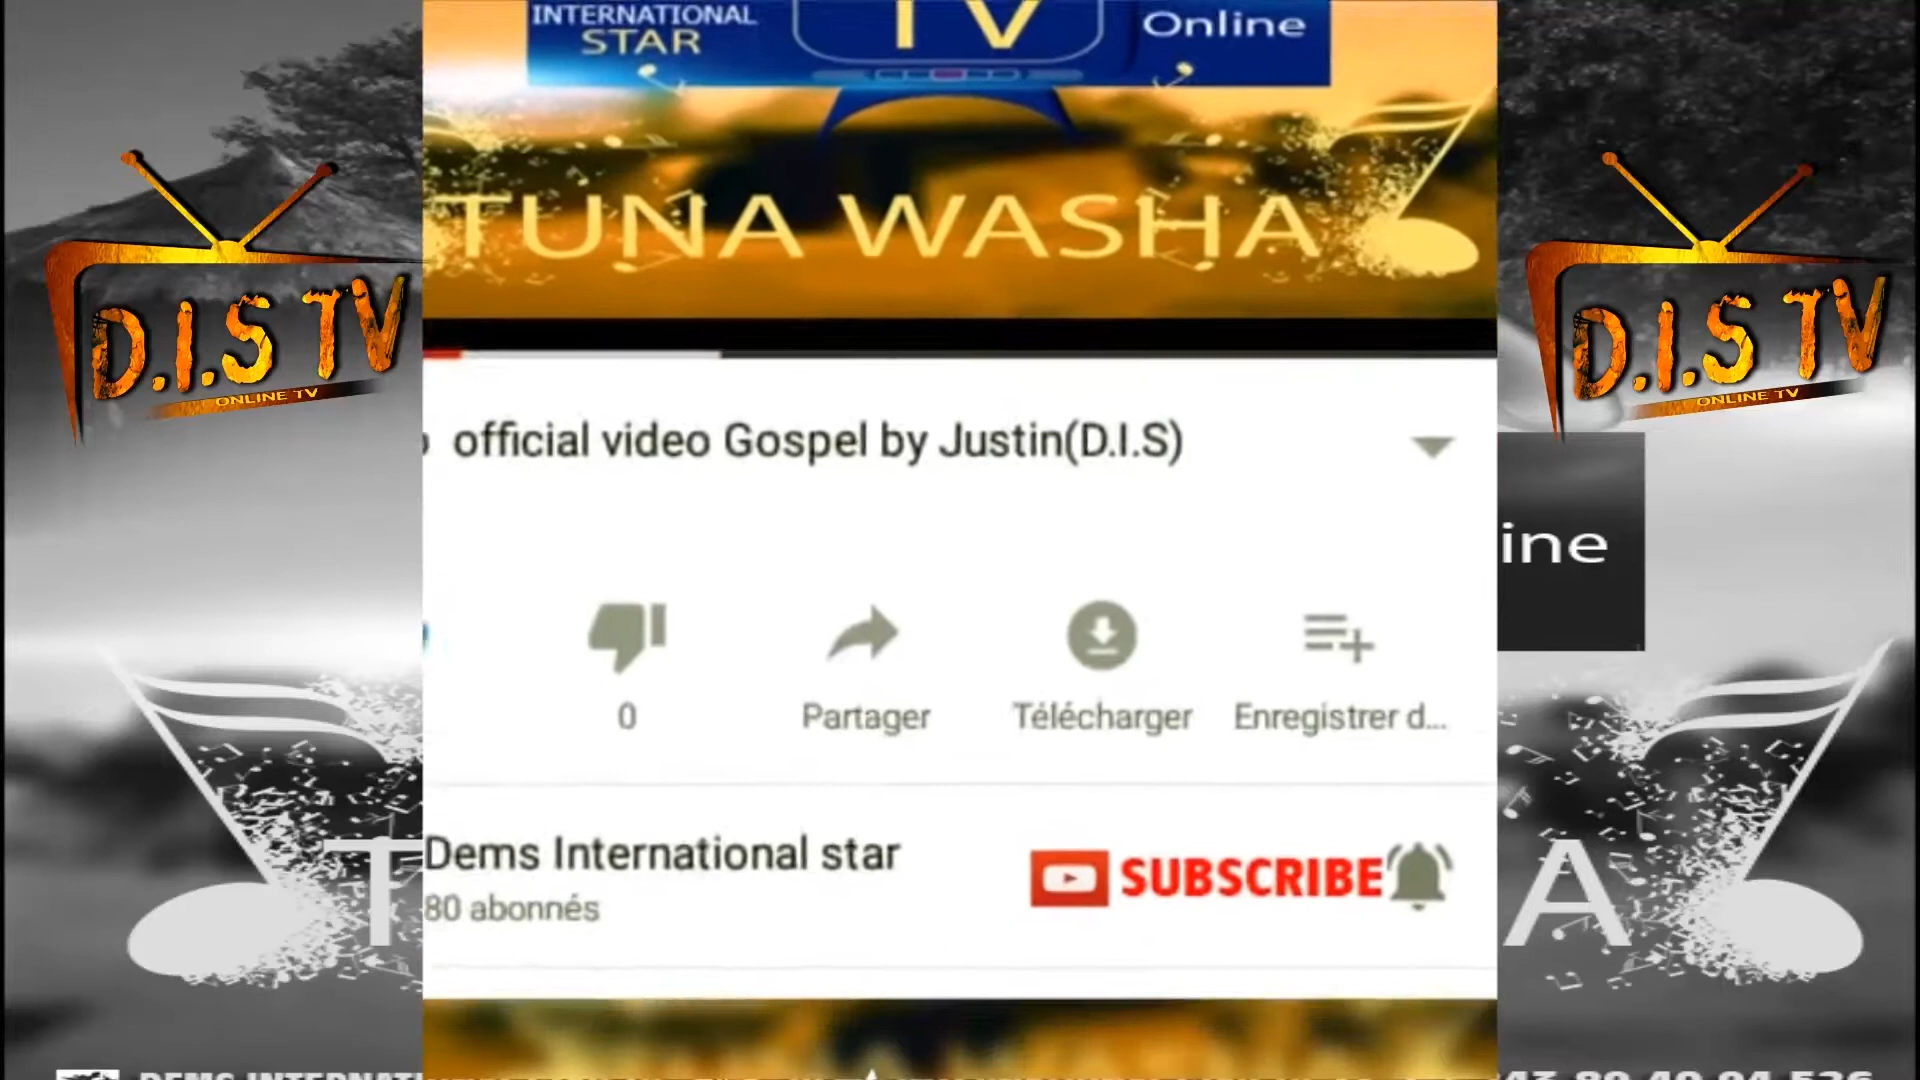 INTERNATIONAL
STAR
TV
Online
TUNA WASHA
D.I.S TV
ONLINE TV
D.I.S TV
ONLINE TV
official video Gospel by Justin(D.I.S)
ine
0
Partager
Télécharger
Enregistrer d...
T
Dems International star
80 abonnés
SUBSCRIBE
A